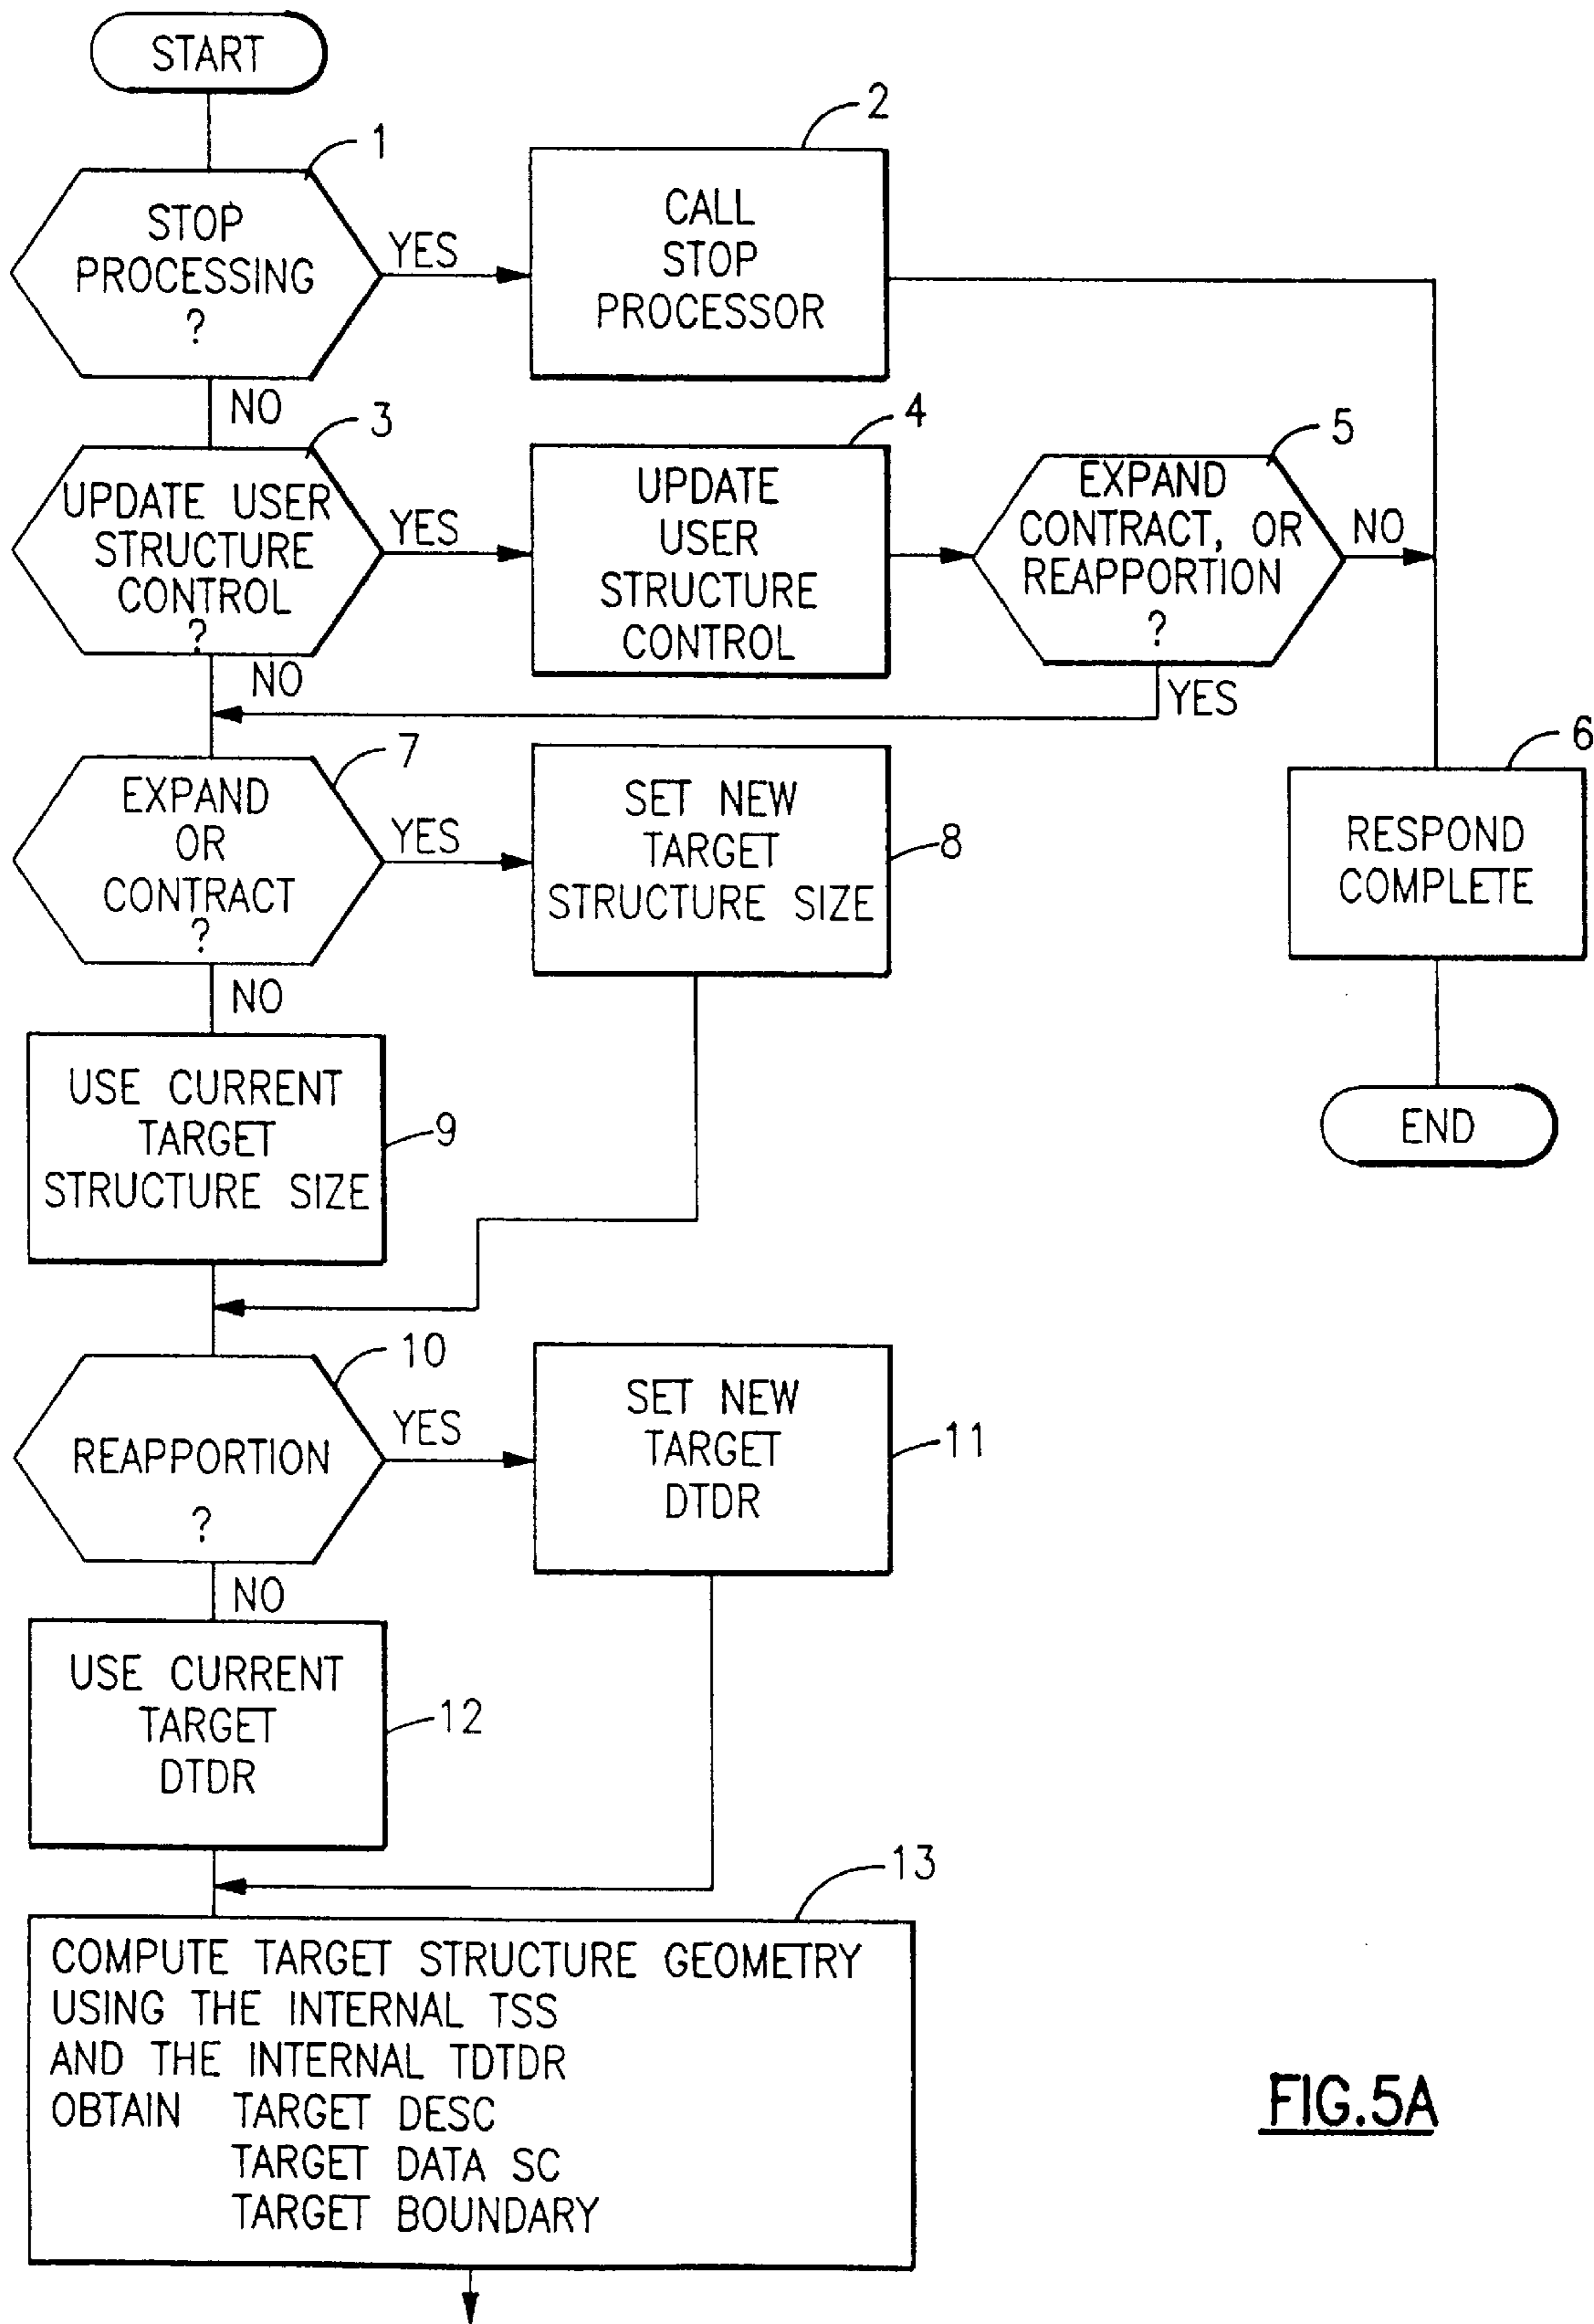 START
1
STOP
PROCESSING
?
YES
2
CALL
STOP
PROCESSOR
NO
3
UPDATE USER
STRUCTURE
CONTROL
?
YES
4
UPDATE
USER
STRUCTURE
CONTROL
5
EXPAND
CONTRACT, OR
REAPPORTION
?
NO
YES
NO
6
RESPOND
COMPLETE
END
7
EXPAND
OR
CONTRACT
?
YES
SET NEW
TARGET
STRUCTURE SIZE
8
NO
USE CURRENT
TARGET
STRUCTURE SIZE
9
10
REAPPORTION
?
YES
SET NEW
TARGET
DTDR
11
NO
USE CURRENT
TARGET
DTDR
12
13
COMPUTE TARGET STRUCTURE GEOMETRY
USING THE INTERNAL TSS
AND THE INTERNAL TDTDR
OBTAIN TARGET DESC
TARGET DATA SC
TARGET BOUNDARY
FIG.5A